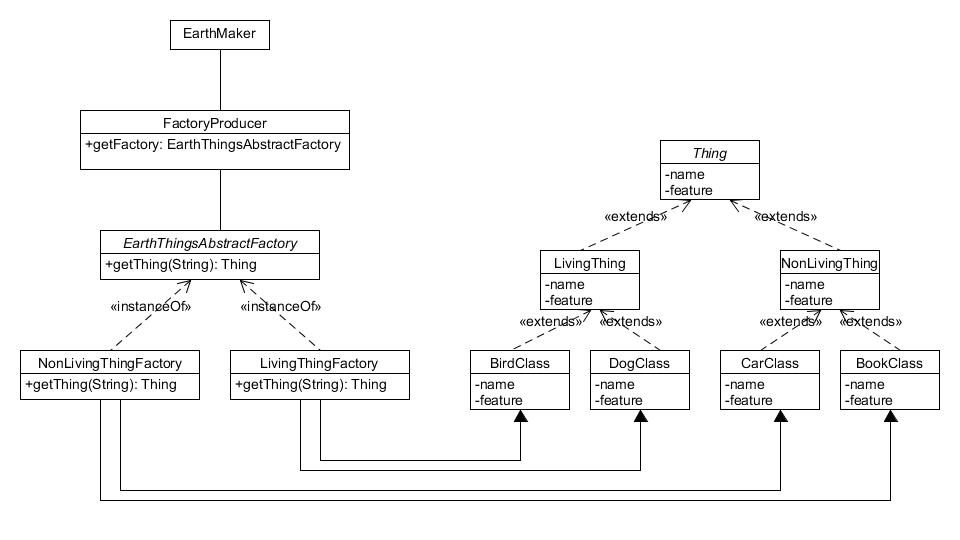 EarthMaker
FactoryProducer
+getFactory: EarthThingsAbstractFactory
EarthThingsAbstractFactory
+getThing(String): Thing
«instanceOf»
«instanceOf»
NonLivingThingFactory
+getThing(String): Thing
LivingThingFactory
+getThing(String): Thing
Thing
-name
-feature
«extends»
«extends»
LivingThing
-name
-feature
NonLivingThing
-name
-feature
«extends»
«extends»
«extends»
«extends»
BirdClass
-name
-feature
DogClass
-name
-feature
CarClass
-name
-feature
BookClass
-name
-feature